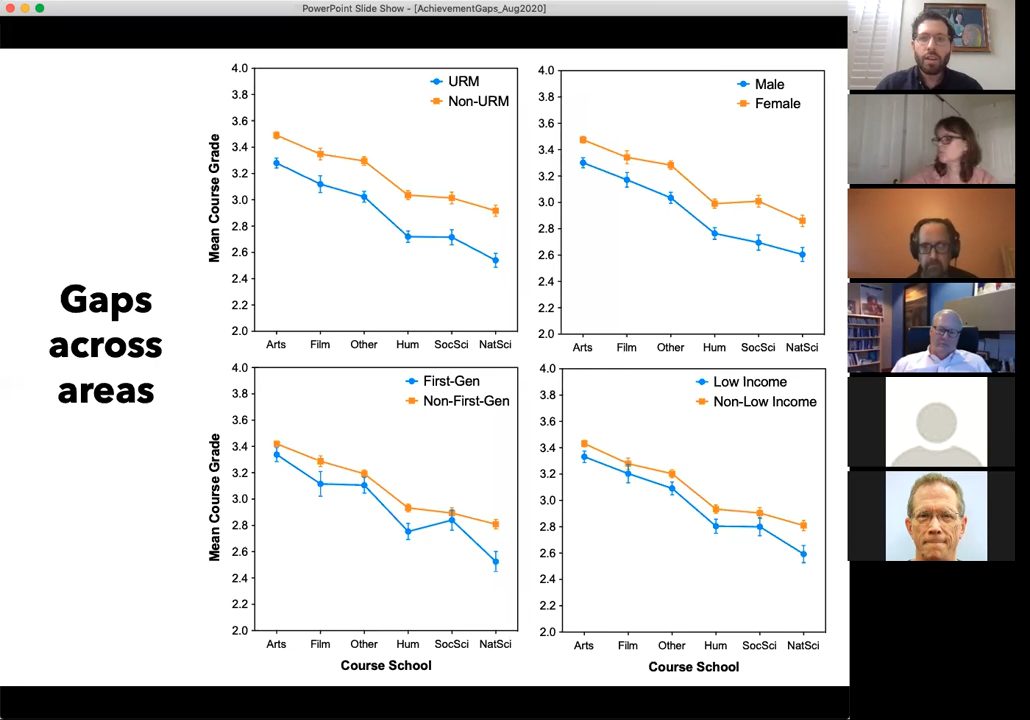 PowerPoint Slide Show - [AchievementGaps_Aug2020]
Gaps
across
areas
4.0
3.8
3.6
3.4
3.2
3.0
2.8
2.6
2.4
2.2
2.0
Mean Course Grade
URM
Non-URM
Arts Film Other Hum SocSci NatSci
4.0
3.8
3.6
3.4
3.2
3.0
2.8
2.6
2.4
2.2
2.0
Male
Female
Arts Film Other Hum SocSci NatSci
4.0
3.8
3.6
3.4
3.2
3.0
2.8
2.6
2.4
2.2
2.0
Mean Course Grade
First-Gen
Non-First-Gen
Arts Film Other Hum SocSci NatSci
Course School
4.0
3.8
3.6
3.4
3.2
3.0
2.8
2.6
2.4
2.2
2.0
Low Income
Non-Low Income
Arts Film Other Hum SocSci NatSci
Course School